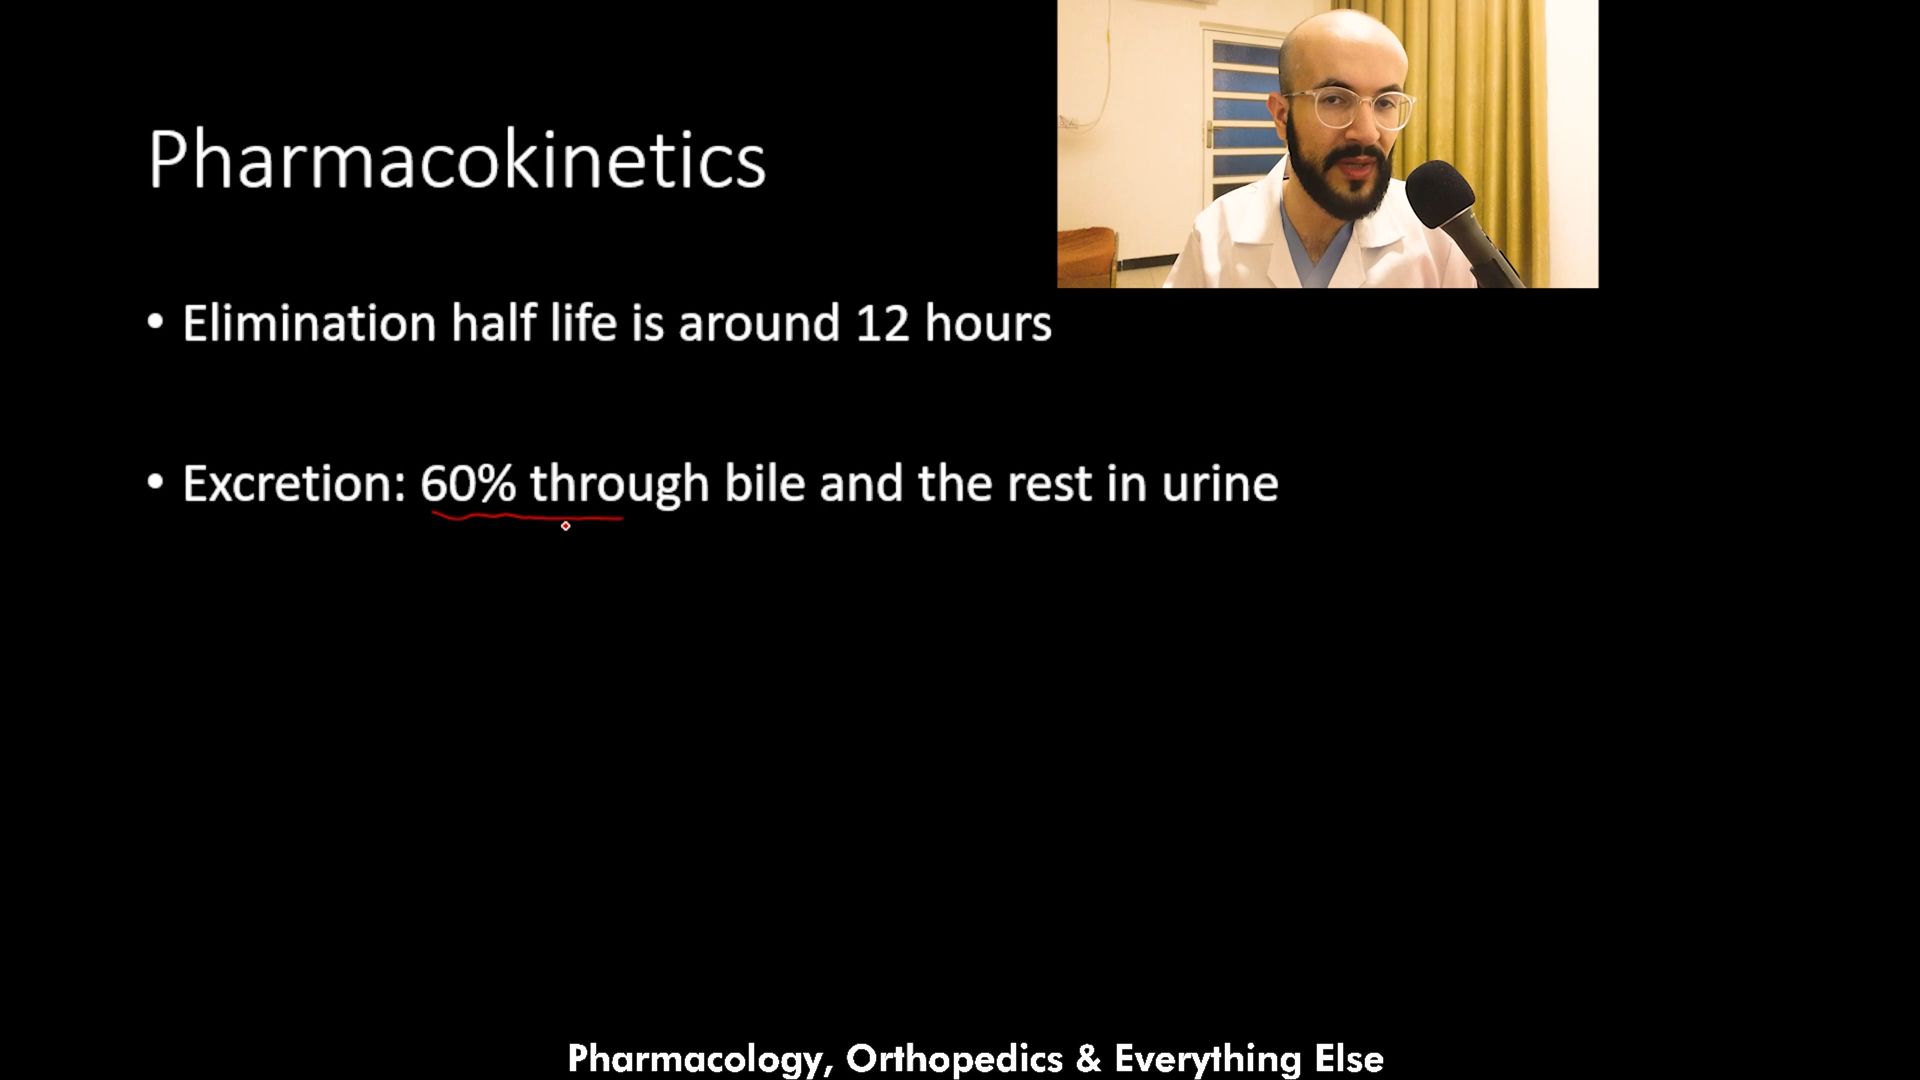 Pharmacokinetics
• Elimination half life is around 12 hours
• Excretion: 60% through bile and the rest in urine
Pharmacology, Orthopedics & Everything Else